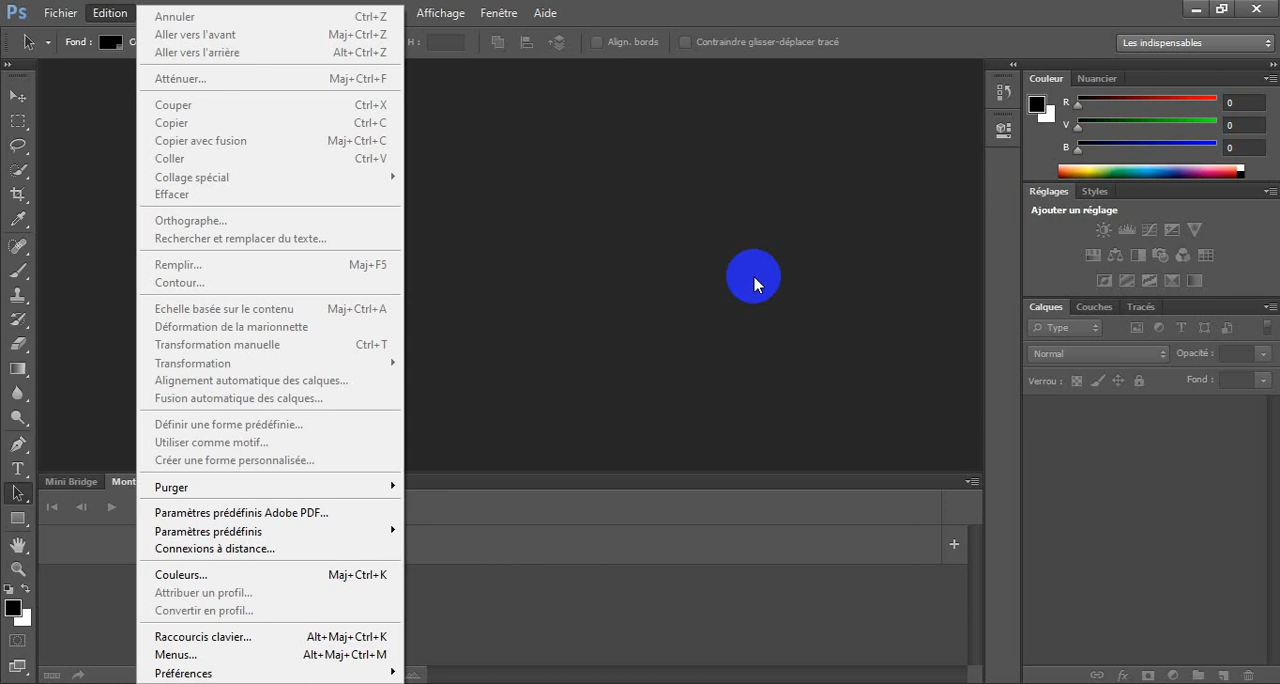 Ps Fichier Edition Affichage Fenêtre Aide
Fond : H : Align. bords Contraindre glisser-déplacer tracé Les indispensables
Annuler Ctrl+Z
Aller vers l'avant Maj+Ctrl+Z
Aller vers l'arrière Alt+Ctrl+Z
Atténuer... Maj+Ctrl+F
Couper Ctrl+X
Copier Ctrl+C
Copier avec fusion Maj+Ctrl+C
Coller Ctrl+V
Collage spécial
Effacer
Orthographe...
Rechercher et remplacer du texte...
Remplir... Maj+F5
Contour...
Echelle basée sur le contenu Maj+Ctrl+A
Déformation de la marionnette
Transformation manuelle Ctrl+T
Transformation
Alignement automatique des calques...
Fusion automatique des calques...
Définir une forme prédéfinie...
Utiliser comme motif...
Créer une forme personnalisée...
Purger
Paramètres prédéfinis Adobe PDF...
Paramètres prédéfinis
Connexions à distance...
Couleurs... Maj+Ctrl+K
Attribuer un profil...
Convertir en profil...
Raccourcis clavier... Alt+Maj+Ctrl+K
Menus... Alt+Maj+Ctrl+M
Préférences
Mini Bridge Mont
Couleur Nuancier
R 0
V 0
B 0
Réglages Styles
Ajouter un réglage
Calques Couches Tracés
Type
Normal Opacité :
Verrou : Fond :